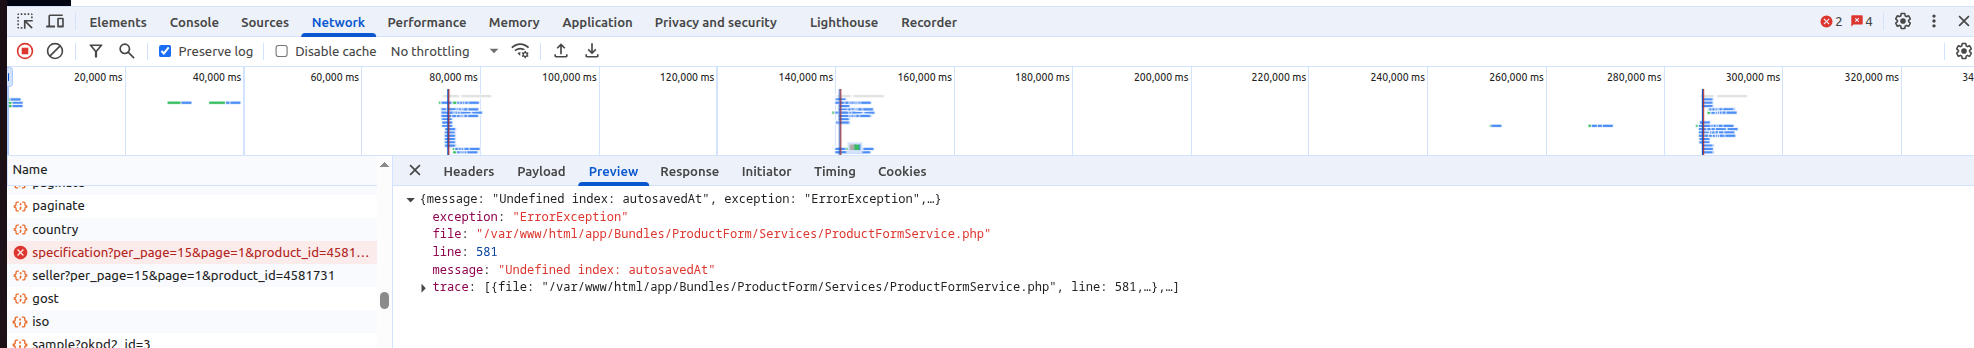 Elements Console Sources Network Performance Memory Application Privacy and security Lighthouse Recorder 2 4
Preserve log Disable cache No throttling
20,000 ms 40,000 ms 60,000 ms 80,000 ms 100,000 ms 120,000 ms 140,000 ms 160,000 ms 180,000 ms 200,000 ms 220,000 ms 240,000 ms 260,000 ms 280,000 ms 300,000 ms 320,000 ms 34
Name
paginate
paginate
country
specification?per_page=15&page=1&product_id=4581...
seller?per_page=15&page=1&product_id=4581731
gost
iso
sample?okpd2_id=3
Headers Payload Preview Response Initiator Timing Cookies
{message: "Undefined index: autosavedAt", exception: "ErrorException",…}
exception: "ErrorException"
file: "/var/www/html/app/Bundles/ProductForm/Services/ProductFormService.php"
line: 581
message: "Undefined index: autosavedAt"
trace: [{file: "/var/www/html/app/Bundles/ProductForm/Services/ProductFormService.php", line: 581,…},…]